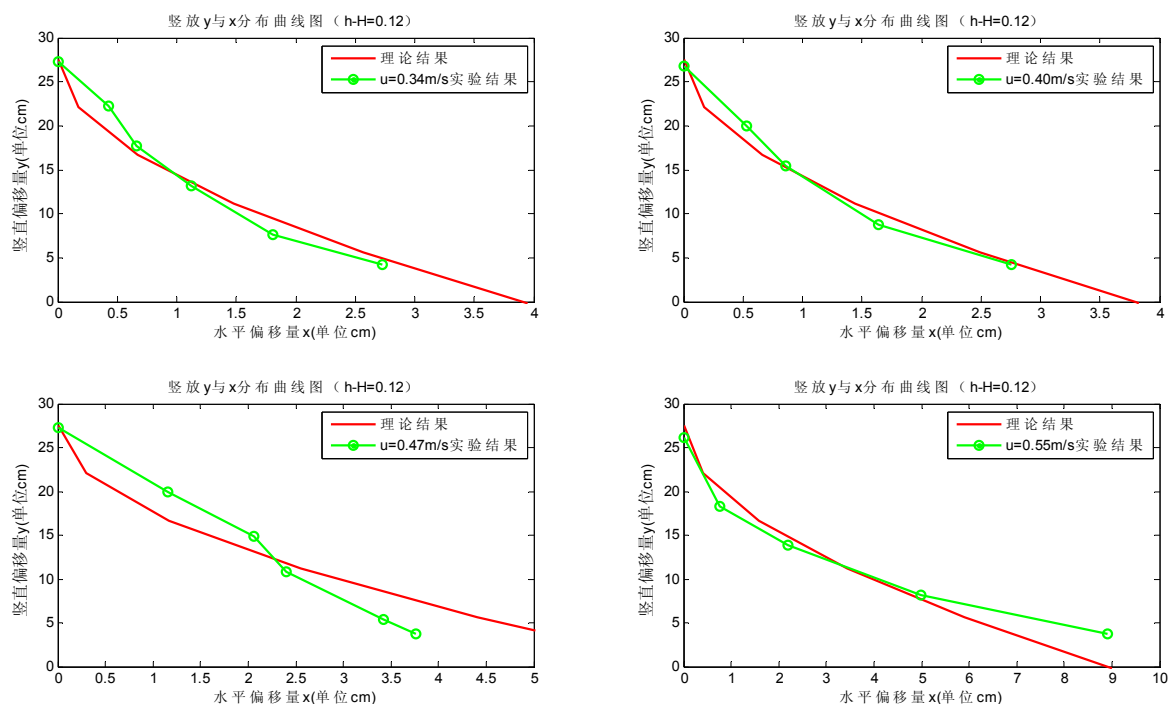 竖放y与x分布曲线图（h-H=0.12）
30
25
20
15
10
5
0
竖直偏移量y(单位cm)
理论结果
u=0.34m/s实验结果
0 0.5 1 1.5 2 2.5 3 3.5 4
水平偏移量x(单位cm)
竖放y与x分布曲线图（h-H=0.12）
30
25
20
15
10
5
0
竖直偏移量y(单位cm)
理论结果
u=0.40m/s实验结果
0 0.5 1 1.5 2 2.5 3 3.5 4
水平偏移量x(单位cm)
竖放y与x分布曲线图（h-H=0.12）
30
25
20
15
10
5
0
竖直偏移量y(单位cm)
理论结果
u=0.47m/s实验结果
0 0.5 1 1.5 2 2.5 3 3.5 4 4.5 5
水平偏移量x(单位cm)
竖放y与x分布曲线图（h-H=0.12）
30
25
20
15
10
5
0
竖直偏移量y(单位cm)
理论结果
u=0.55m/s实验结果
0 1 2 3 4 5 6 7 8 9 10
水平偏移量x(单位cm)